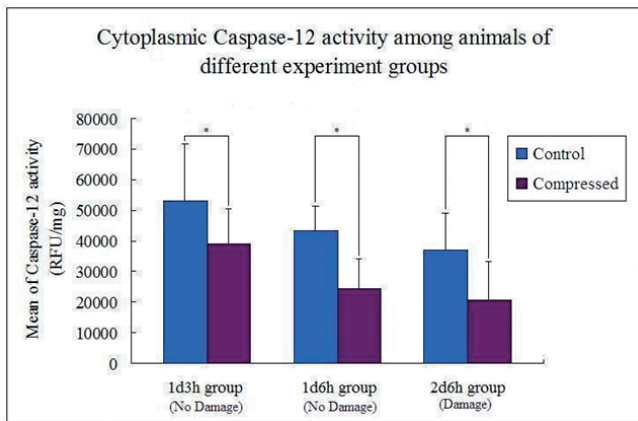 Cytoplasmic Caspase-12 activity among animals of
different experiment groups
Mean of Caspase-12 activity
(RFU/mg)
80000
70000
60000
50000
40000
30000
20000
10000
0
*
*
*
Control
Compressed
1d3h group
(No Damage)
1d6h group
(No Damage)
2d6h group
(Damage)